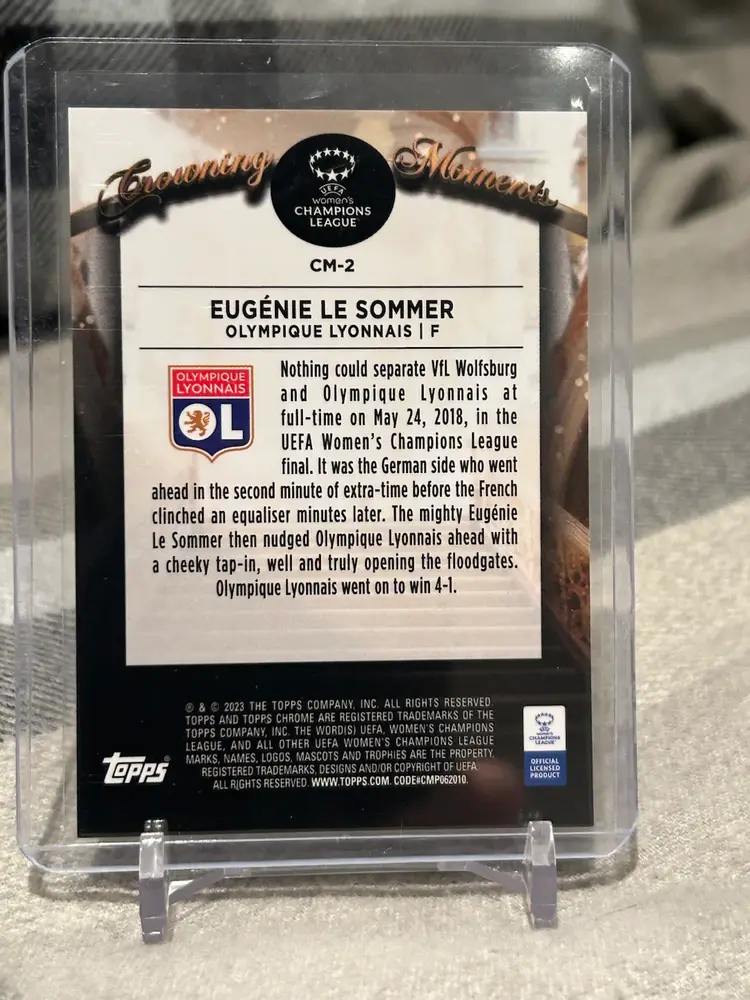 Crowning Moments
UEFA
women's
CHAMPIONS
LEAGUE
CM-2
EUGÉNIE LE SOMMER
OLYMPIQUE LYONNAIS | F
OLYMPIQUE
LYONNAIS
OL
Nothing could separate VfL Wolfsburg
and Olympique Lyonnais at
full-time on May 24, 2018, in the
UEFA Women's Champions League
final. It was the German side who went
ahead in the second minute of extra-time before the French
clinched an equaliser minutes later. The mighty Eugénie
Le Sommer then nudged Olympique Lyonnais ahead with
a cheeky tap-in, well and truly opening the floodgates.
Olympique Lyonnais went on to win 4-1.
® & © 2023 THE TOPPS COMPANY, INC. ALL RIGHTS RESERVED.
TOPPS AND TOPPS CHROME ARE REGISTERED TRADEMARKS OF THE
TOPPS COMPANY, INC. THE WORD(S) UEFA, WOMEN'S CHAMPIONS
LEAGUE, AND ALL OTHER UEFA WOMEN'S CHAMPIONS LEAGUE
MARKS, NAMES, LOGOS, MASCOTS AND TROPHIES ARE THE PROPERTY,
REGISTERED TRADEMARKS, DESIGNS AND/OR COPYRIGHT OF UEFA.
ALL RIGHTS RESERVED. WWW.TOPPS.COM. CODE#CMP062010.
topps®
women's
CHAMPIONS
LEAGUE
OFFICIAL
LICENSED
PRODUCT